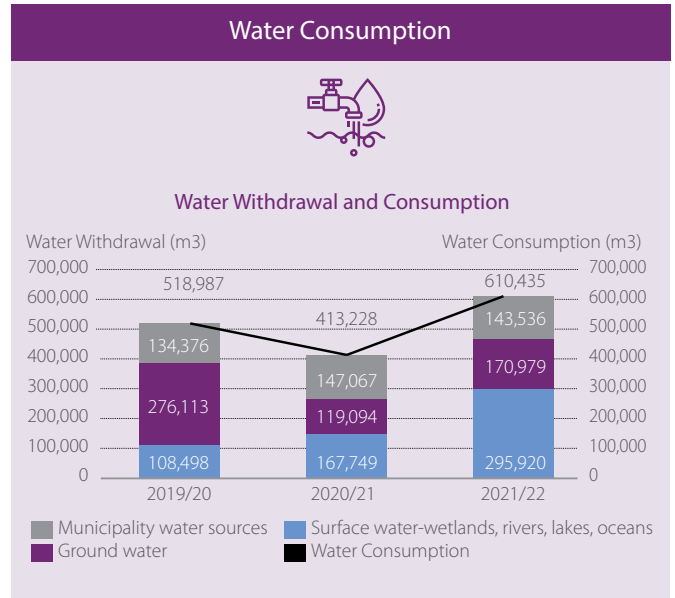 Water Consumption
Water Withdrawal and Consumption
Water Withdrawal (m3) Water Consumption (m3)
700,000 700,000
518,987 610,435
600,000 600,000
413,228 143,536
500,000 500,000
134,376
400,000 400,000
147,067 170,979
300,000 300,000
276,113 119,094
200,000 200,000
100,000 100,000
108,498 167,749 295,920
0 0
2019/20 2020/21 2021/22
Municipality water sources Surface water-wetlands, rivers, lakes, oceans
Ground water Water Consumption